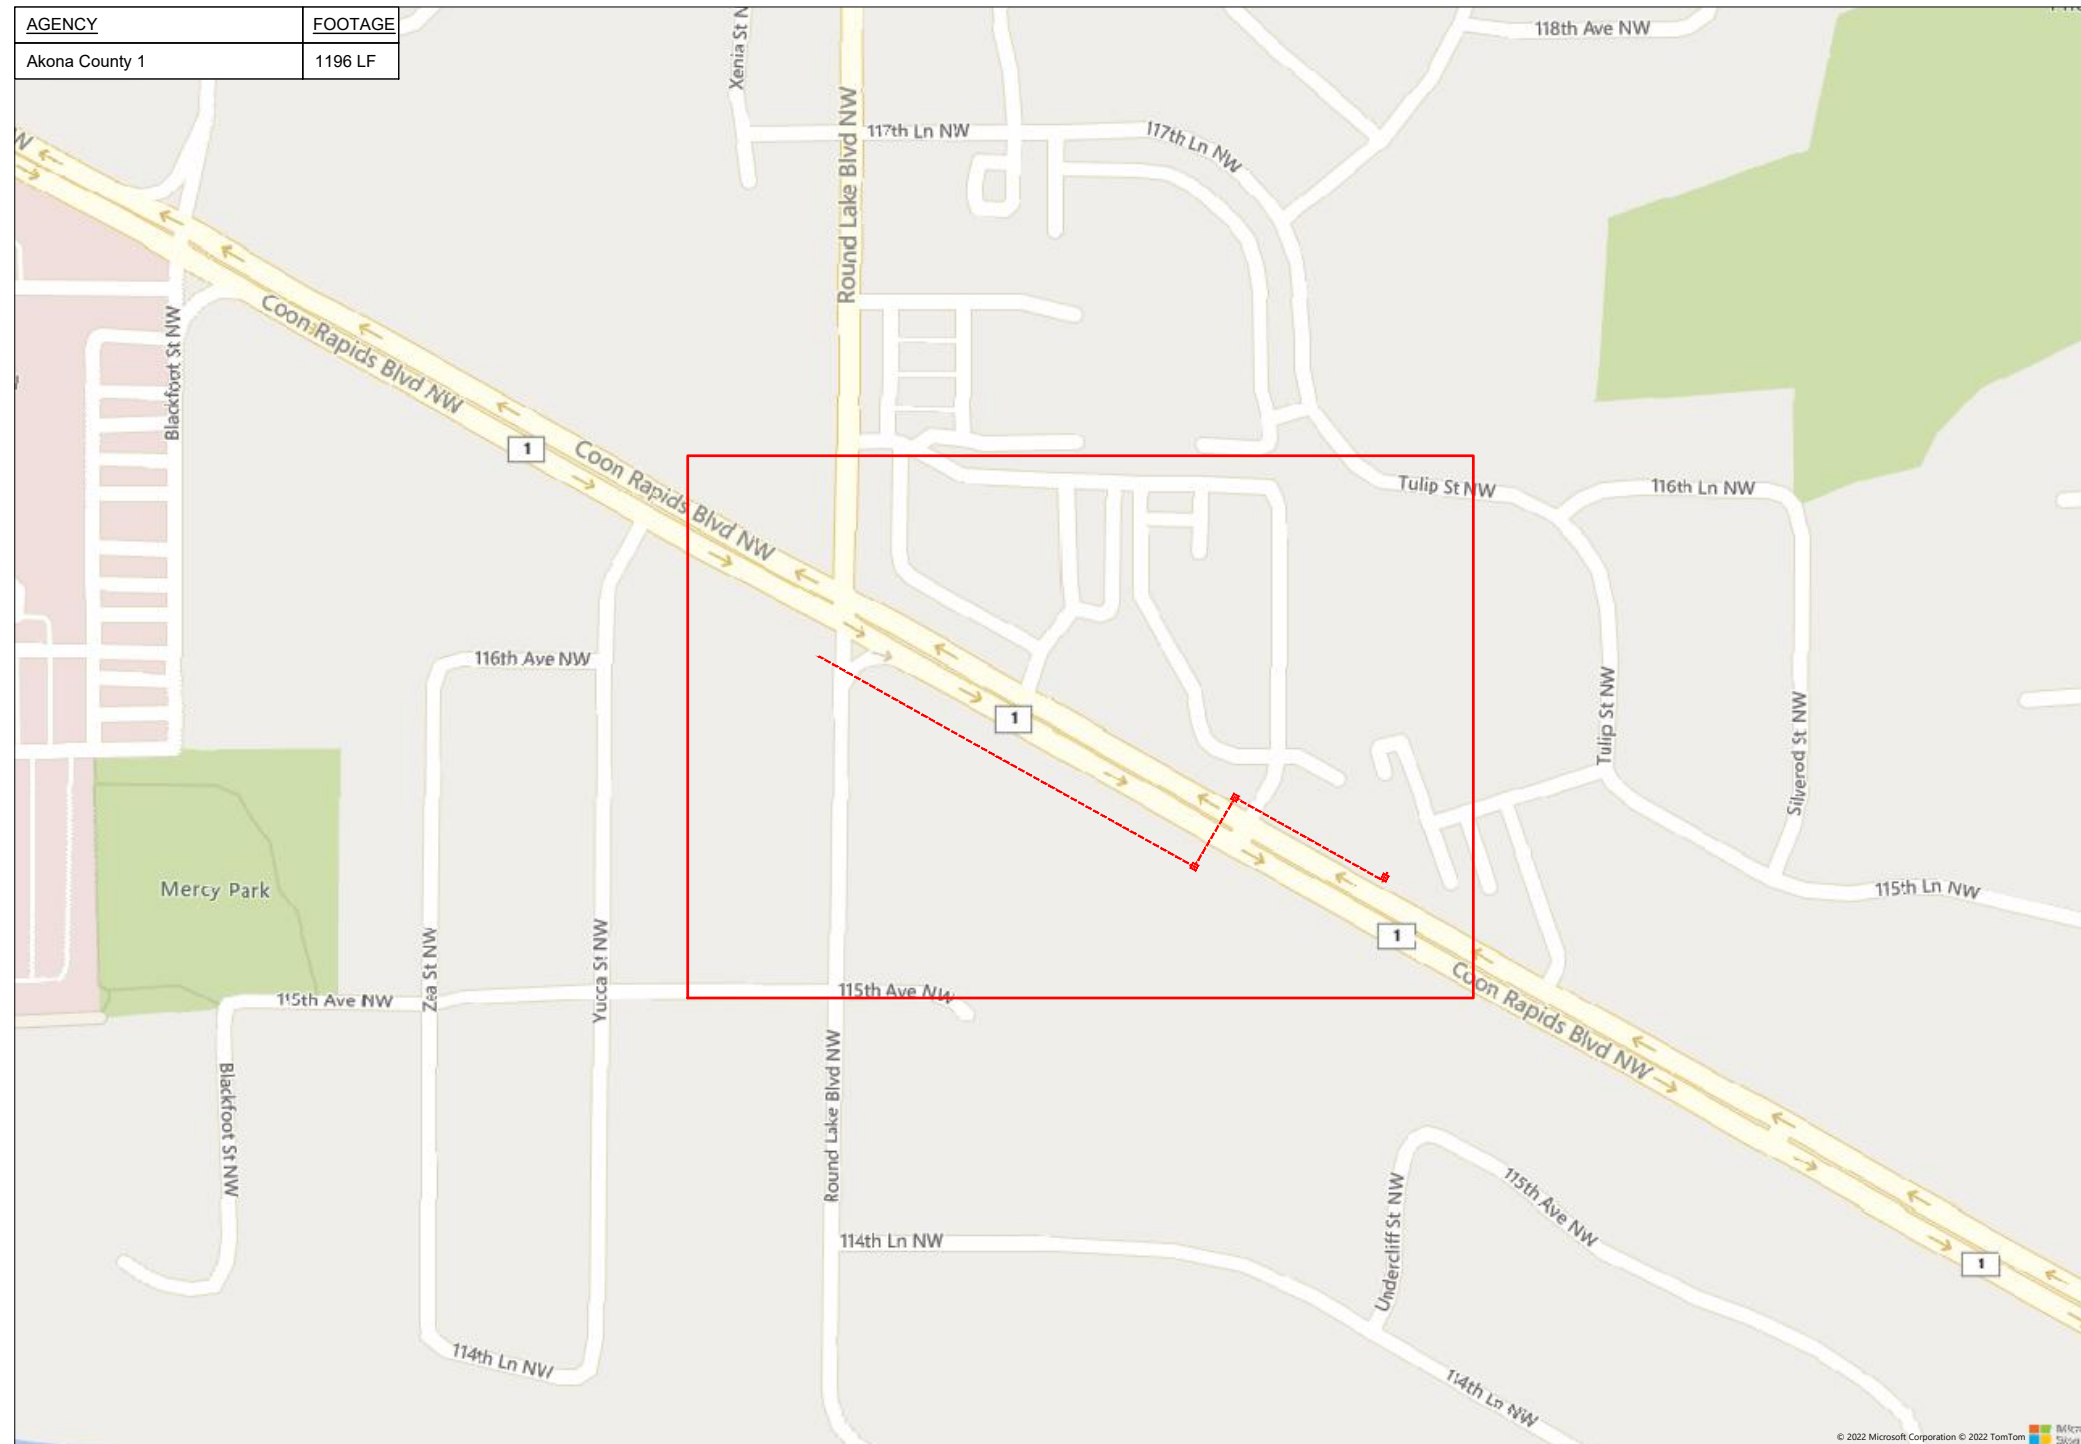 AGENCY FOOTAGE
Akona County 1 1196 LF
118th Ave NW
Xenia St N
117th Ln NW
117th Ln NW
Round Lake Blvd NW
W
Blackfoot St NW
Coon Rapids Blvd NW
1
Coon Rapids Blvd NW
Tulip St NW
116th Ln NW
116th Ave NW
1
Tulip St NW
Silverod St NW
Mercy Park
115th Ln NW
1
Zea St NW
Yucca St NW
115th Ave NW
115th Ave NW
Coon Rapids Blvd NW
Blackfoot St NW
Round Lake Blvd NW
114th Ln NW
Undercliff St NW
115th Ave NW
1
114th Ln NW
114th Ln NW
© 2022 Microsoft Corporation © 2022 TomTom